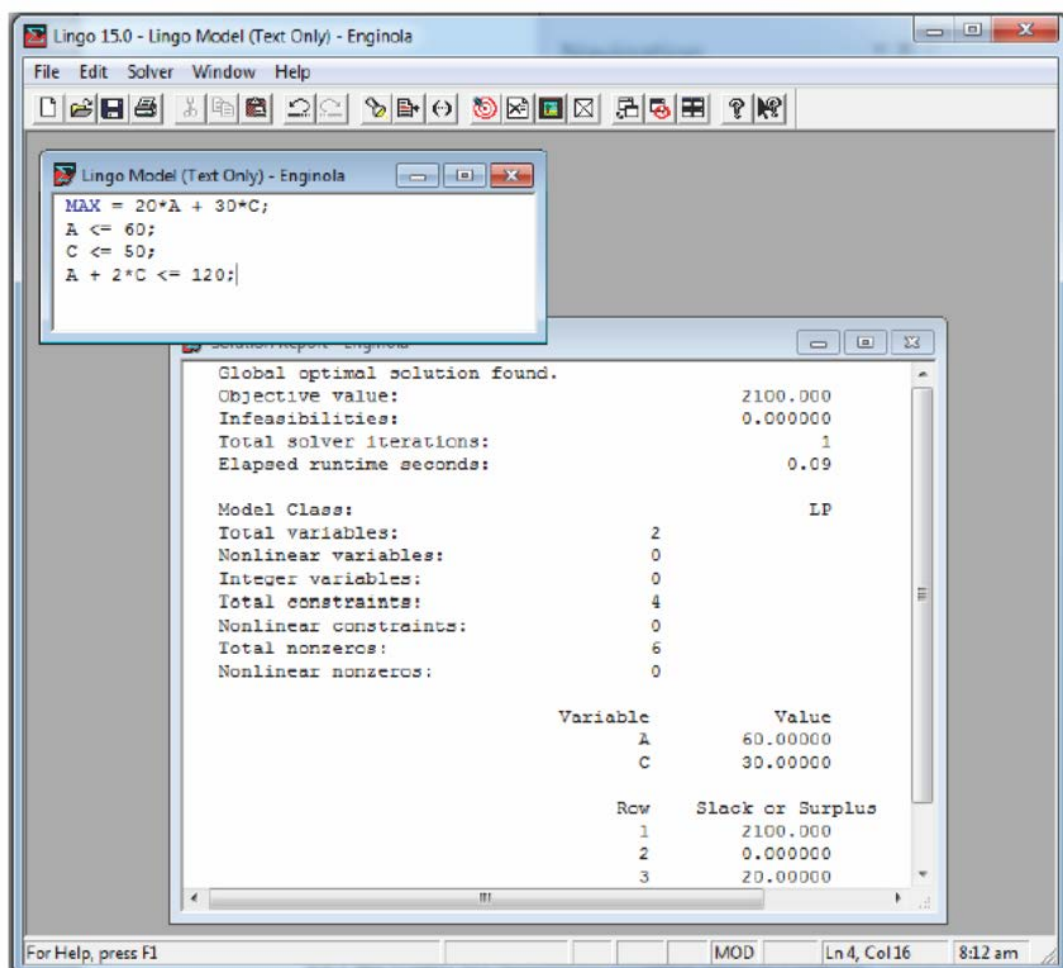 Lingo 15.0 - Lingo Model (Text Only) - Enginola
File Edit Solver Window Help
Lingo Model (Text Only) - Enginola
MAX = 20*A + 30*C;
A <= 60;
C <= 50;
A + 2*C <= 120;
Global optimal solution found.
Objective value: 2100.000
Infeasibilities: 0.000000
Total solver iterations: 1
Elapsed runtime seconds: 0.09
Model Class: LP
Total variables: 2
Nonlinear variables: 0
Integer variables: 0
Total constraints: 4
Nonlinear constraints: 0
Total nonzeros: 6
Nonlinear nonzeros: 0
Variable Value
A 60.00000
C 30.00000
Row Slack or Surplus
1 2100.000
2 0.000000
3 20.00000
For Help, press F1 MOD Ln 4, Col 16 8:12 am